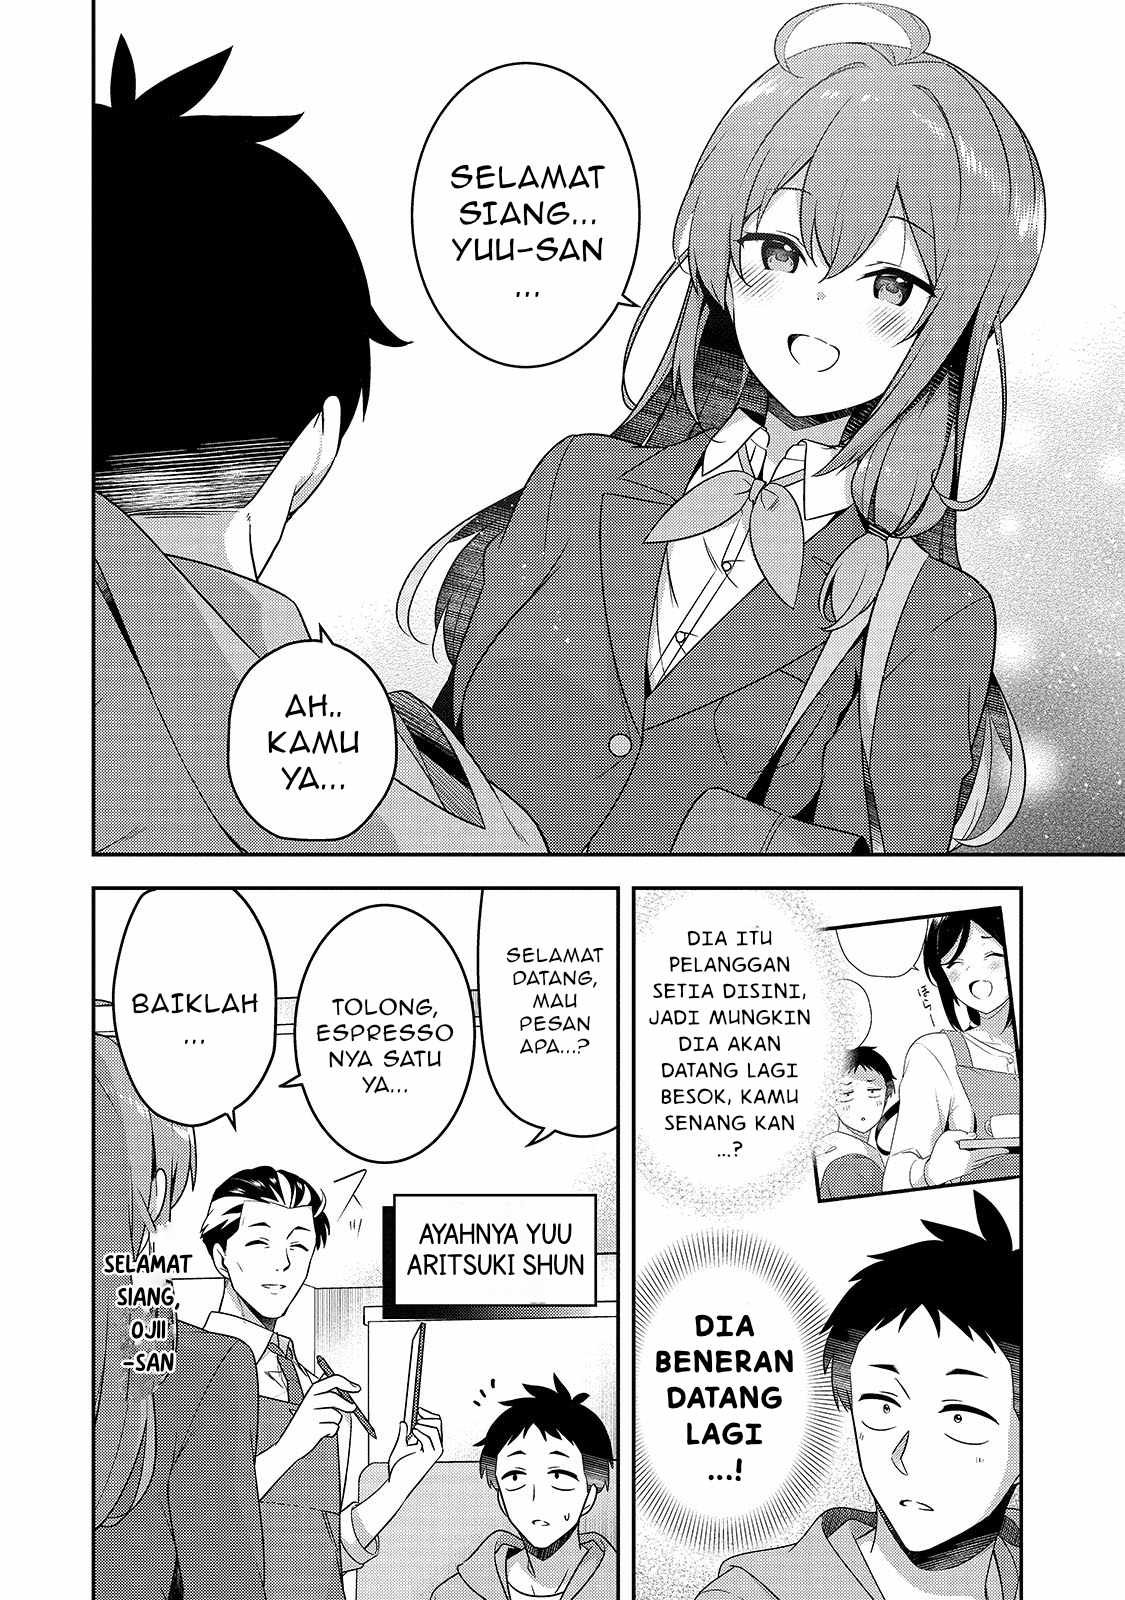 SELAMAT
SIANG...
YUU-SAN
...
AH..
KAMU
YA...
DIA ITU
PELANGGAN
SETIA DISINI,
JADI MUNGKIN
DIA AKAN
DATANG LAGI
BESOK, KAMU
SENANG KAN
...?
DIA
BENERAN
DATANG
LAGI
...!
SELAMAT
DATANG,
MAU
PESAN
APA...?
TOLONG,
ESPRESSO
NYA SATU
YA...
BAIKLAH
...
AYAHNYA YUU
ARITSUKI SHUN
SELAMAT
SIANG,
OJII
-SAN